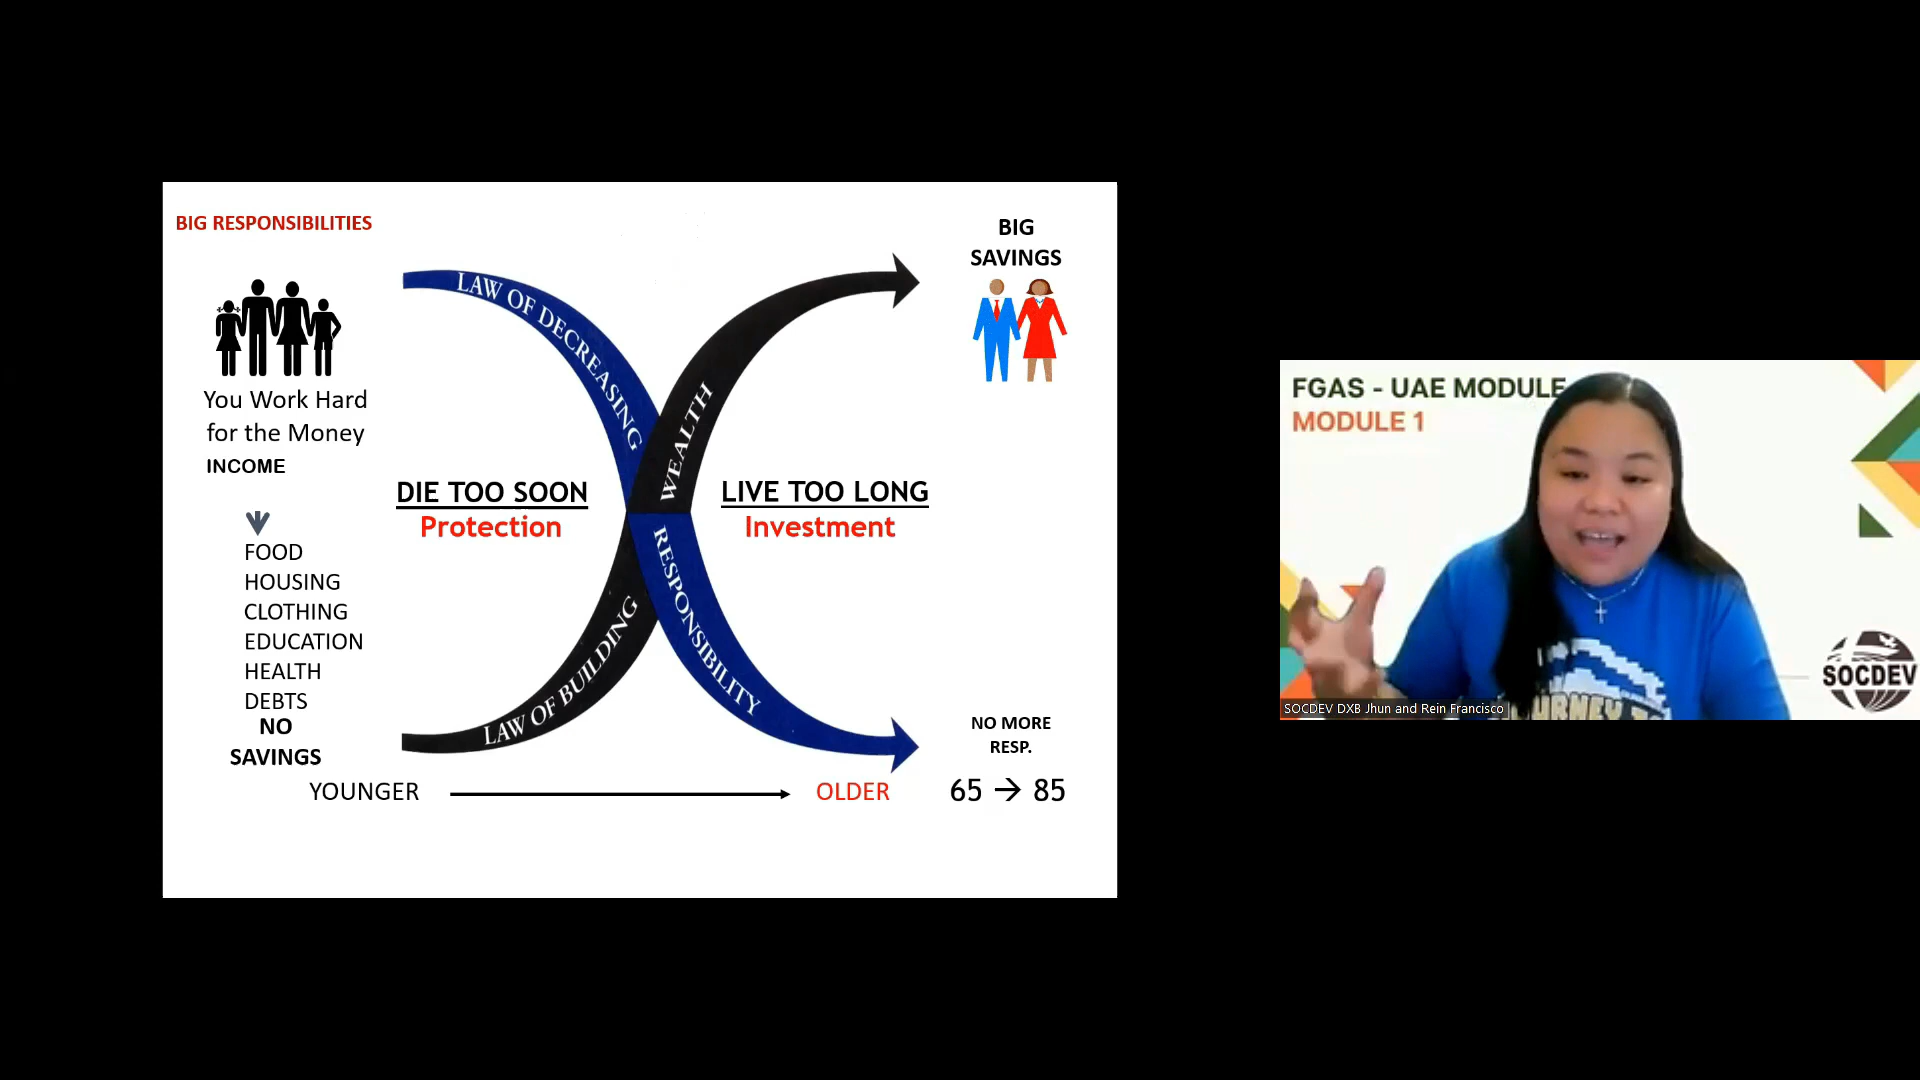 BIG RESPONSIBILITIES
You Work Hard
for the Money
INCOME
FOOD
HOUSING
CLOTHING
EDUCATION
HEALTH
DEBTS
NO
SAVINGS
LAW OF DECREASING
RESPONSIBILITY
LAW OF BUILDING
WEALTH
DIE TOO SOON
Protection
LIVE TOO LONG
Investment
BIG
SAVINGS
NO MORE
RESP.
YOUNGER
OLDER
65 → 85
FGAS - UAE MODULE
MODULE 1
SOCDEV
SOCDEV DXB Jhun and Rein Francisco